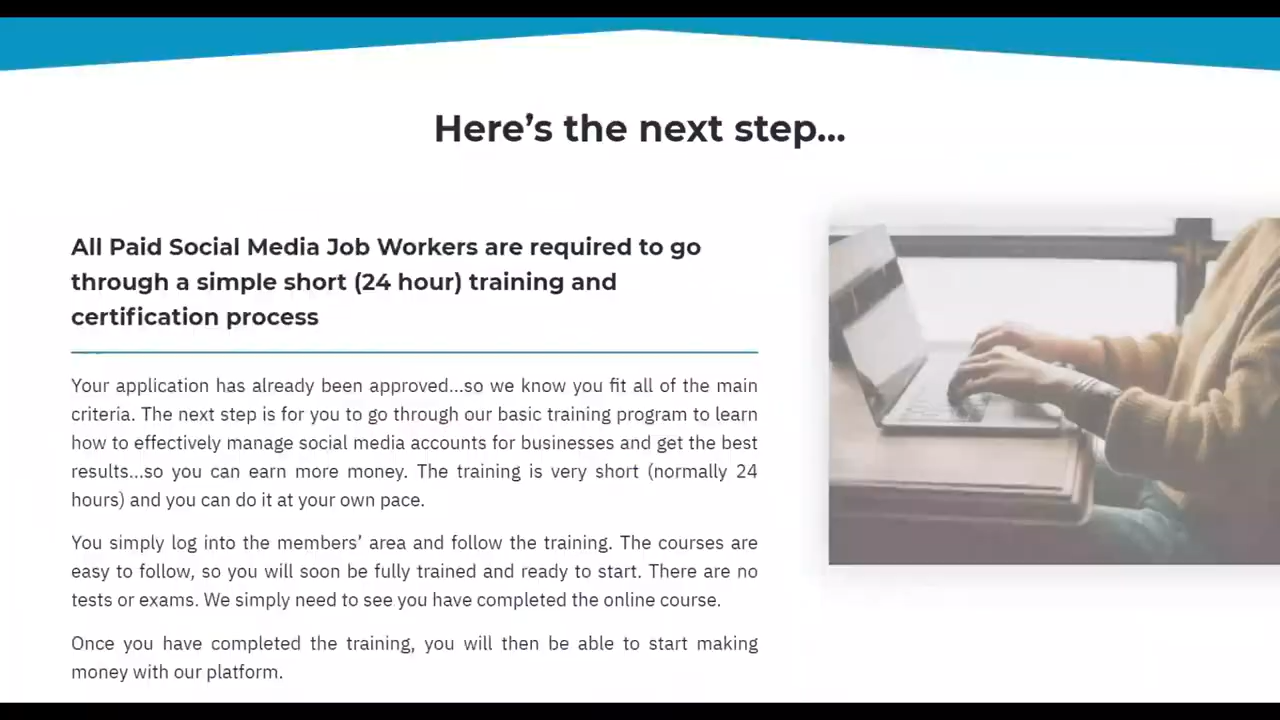 Here’s the next step...
All Paid Social Media Job Workers are required to go
through a simple short (24 hour) training and
certification process
Your application has already been approved...so we know you fit all of the main
criteria. The next step is for you to go through our basic training program to learn
how to effectively manage social media accounts for businesses and get the best
results...so you can earn more money. The training is very short (normally 24
hours) and you can do it at your own pace.
You simply log into the members’ area and follow the training. The courses are
easy to follow, so you will soon be fully trained and ready to start. There are no
tests or exams. We simply need to see you have completed the online course.
Once you have completed the training, you will then be able to start making
money with our platform.